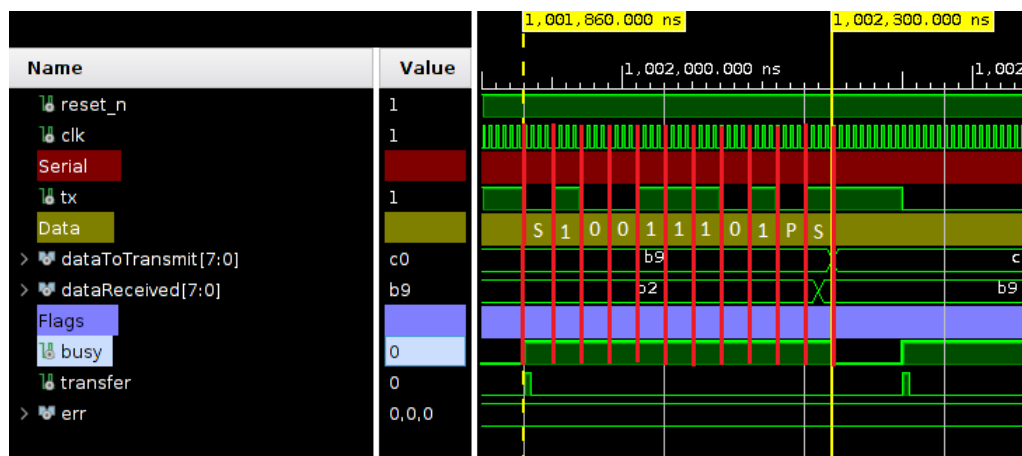 1,001,860.000 ns 1,002,300.000 ns
Name Value 1,002,000.000 ns 1,002
reset_n 1
clk 1
Serial
tx 1
Data S 1 0 0 1 1 1 0 1 P S
dataToTransmit[7:0] c0 b9 c
dataReceived[7:0] b9 b2 b9
Flags
busy 0
transfer 0
err 0,0,0